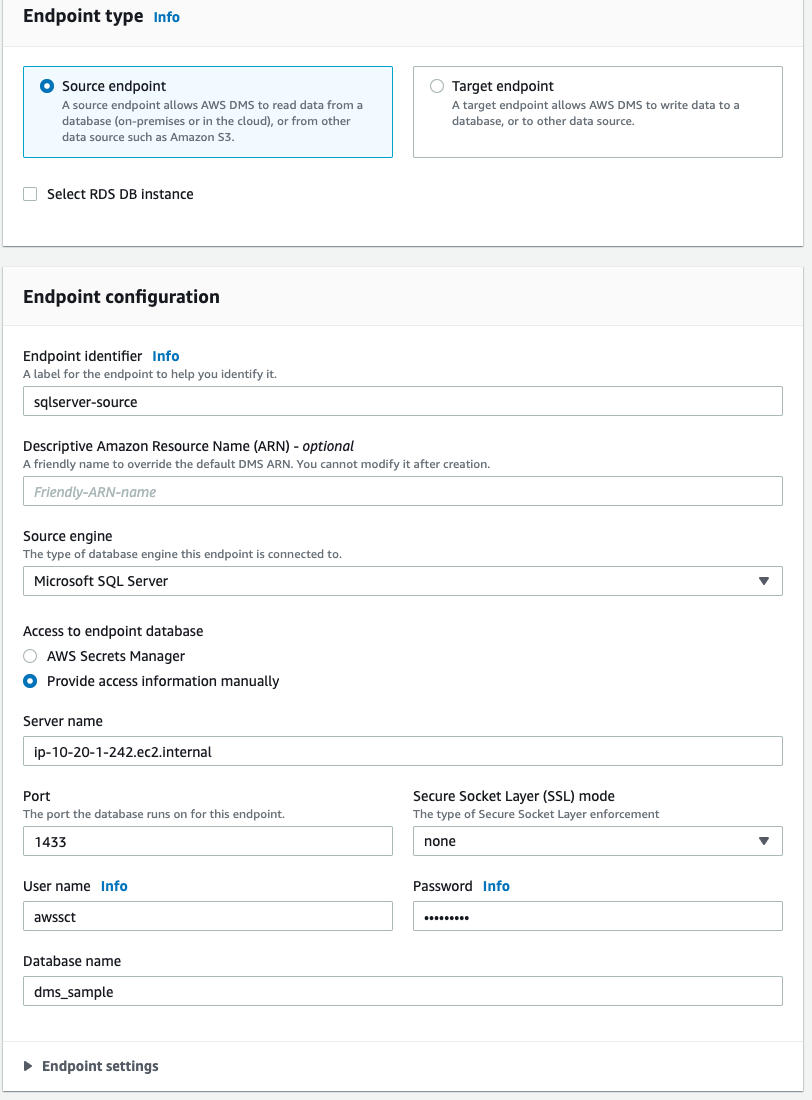 Endpoint type Info
Source endpoint
A source endpoint allows AWS DMS to read data from a
database (on-premises or in the cloud), or from other
data source such as Amazon S3.
Target endpoint
A target endpoint allows AWS DMS to write data to a
database, or to other data source.
Select RDS DB instance
Endpoint configuration
Endpoint identifier Info
A label for the endpoint to help you identify it.
sqlserver-source
Descriptive Amazon Resource Name (ARN) - optional
A friendly name to override the default DMS ARN. You cannot modify it after creation.
Friendly-ARN-name
Source engine
The type of database engine this endpoint is connected to.
Microsoft SQL Server
Access to endpoint database
AWS Secrets Manager
Provide access information manually
Server name
ip-10-20-1-242.ec2.internal
Port
The port the database runs on for this endpoint.
1433
Secure Socket Layer (SSL) mode
The type of Secure Socket Layer enforcement
none
User name Info
awssct
Password Info
•••••••••
Database name
dms_sample
Endpoint settings